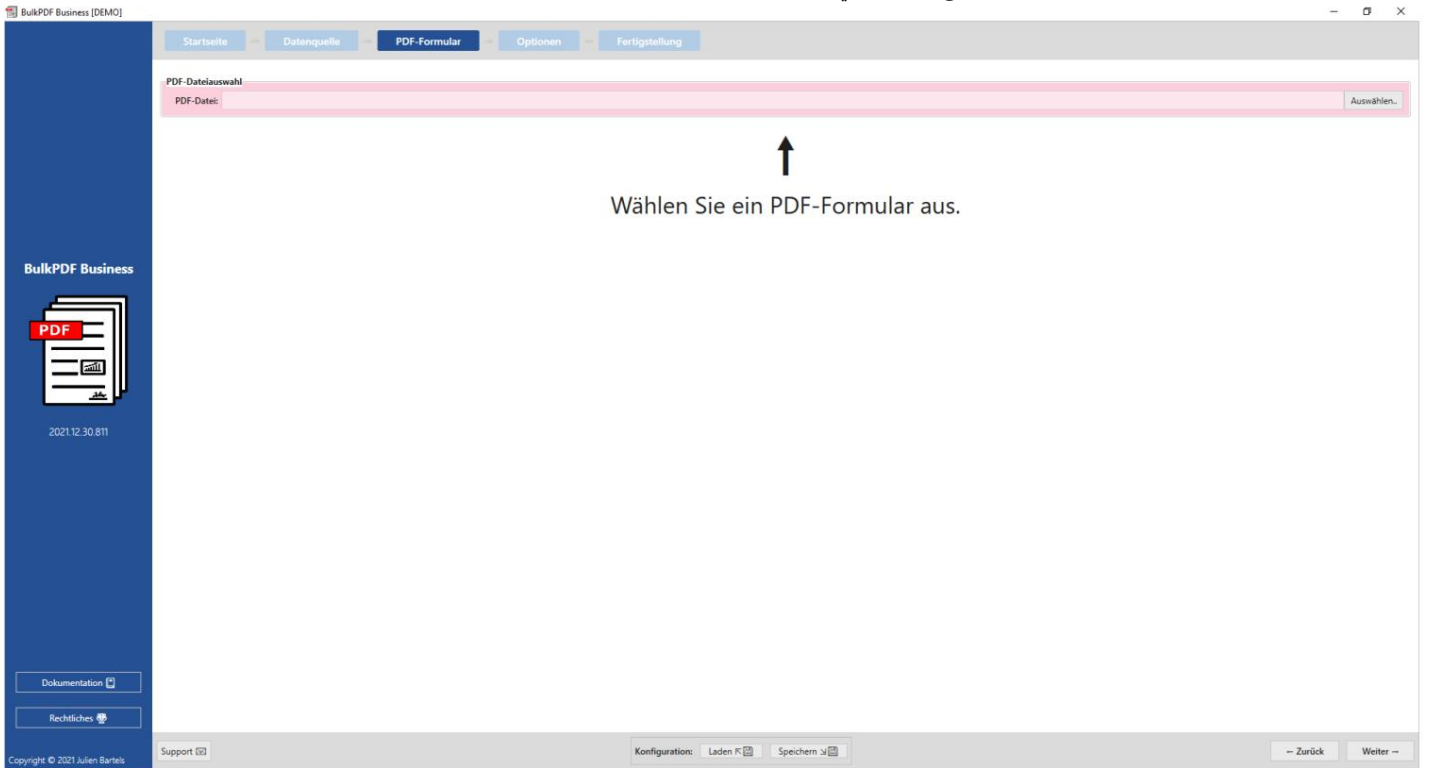 BulkPDF Business [DEMO]
Startseite Datenquelle PDF-Formular Optionen Fertigstellung
PDF-Dateiauswahl
PDF-Datei: Auswählen..
Wählen Sie ein PDF-Formular aus.
BulkPDF Business
PDF
2021.12.30.811
Dokumentation
Rechtliches
Copyright © 2021 Julien Bartels
Support
Konfiguration: Laden Speichern
← Zurück Weiter →